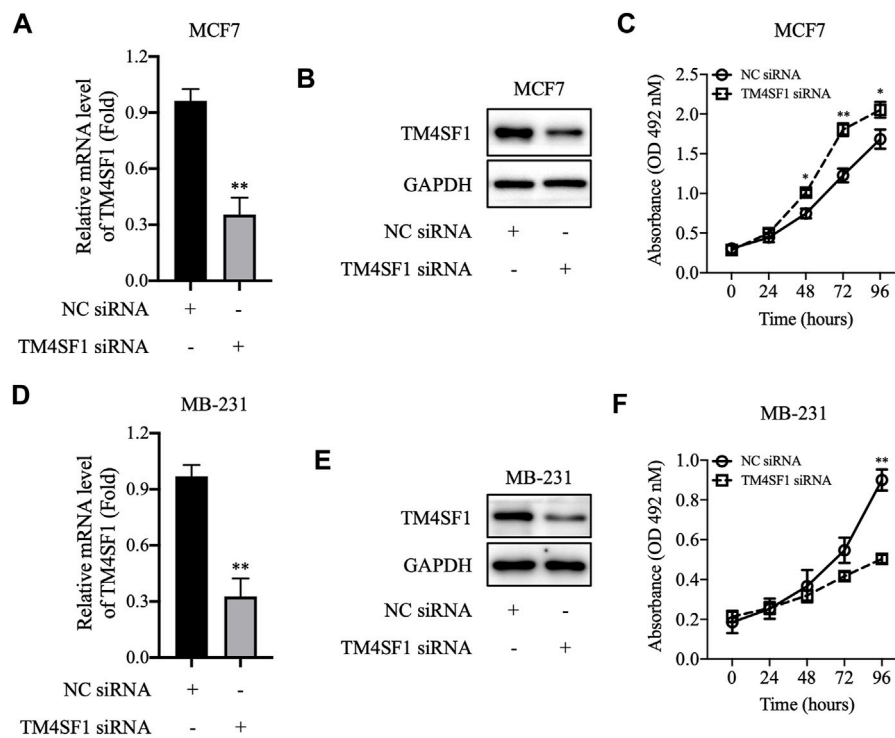 A
MCF7
Relative mRNA level
of TM4SF1 (Fold)
1.2
0.9
0.6
0.3
0.0
**
NC siRNA + -
TM4SF1 siRNA - +
B
MCF7
TM4SF1
GAPDH
NC siRNA + -
TM4SF1 siRNA - +
C
MCF7
NC siRNA
TM4SF1 siRNA
Absorbance (OD 492 nM)
2.5
2.0
1.5
1.0
0.5
0.0
* ** *
0 24 48 72 96
Time (hours)
D
MB-231
Relative mRNA level
of TM4SF1 (Fold)
1.2
0.9
0.6
0.3
0.0
**
NC siRNA + -
TM4SF1 siRNA - +
E
MB-231
TM4SF1
GAPDH
NC siRNA + -
TM4SF1 siRNA - +
F
MB-231
NC siRNA
TM4SF1 siRNA
Absorbance (OD 492 nM)
1.0
0.8
0.6
0.4
0.2
0.0
**
0 24 48 72 96
Time (hours)